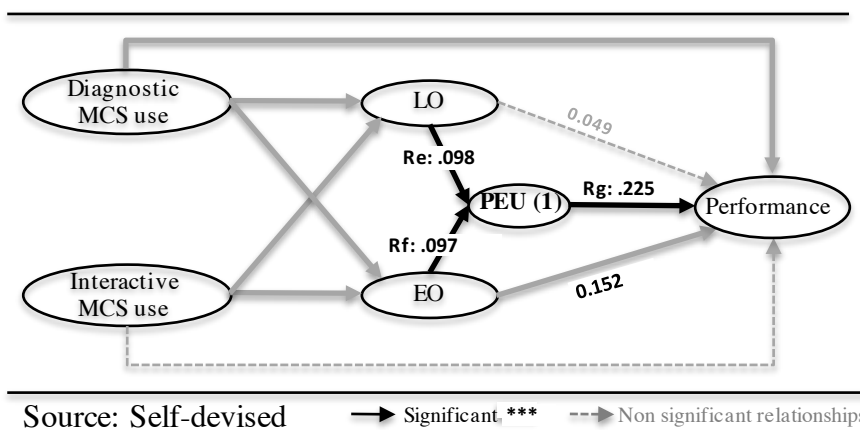 Diagnostic
MCS use
LO
0.049
Re: .098
PEU (1)
Rg: .225
Performance
Rf: .097
Interactive
MCS use
EO
0.152
Source: Self-devised
Significant, ***
Non significant relationships